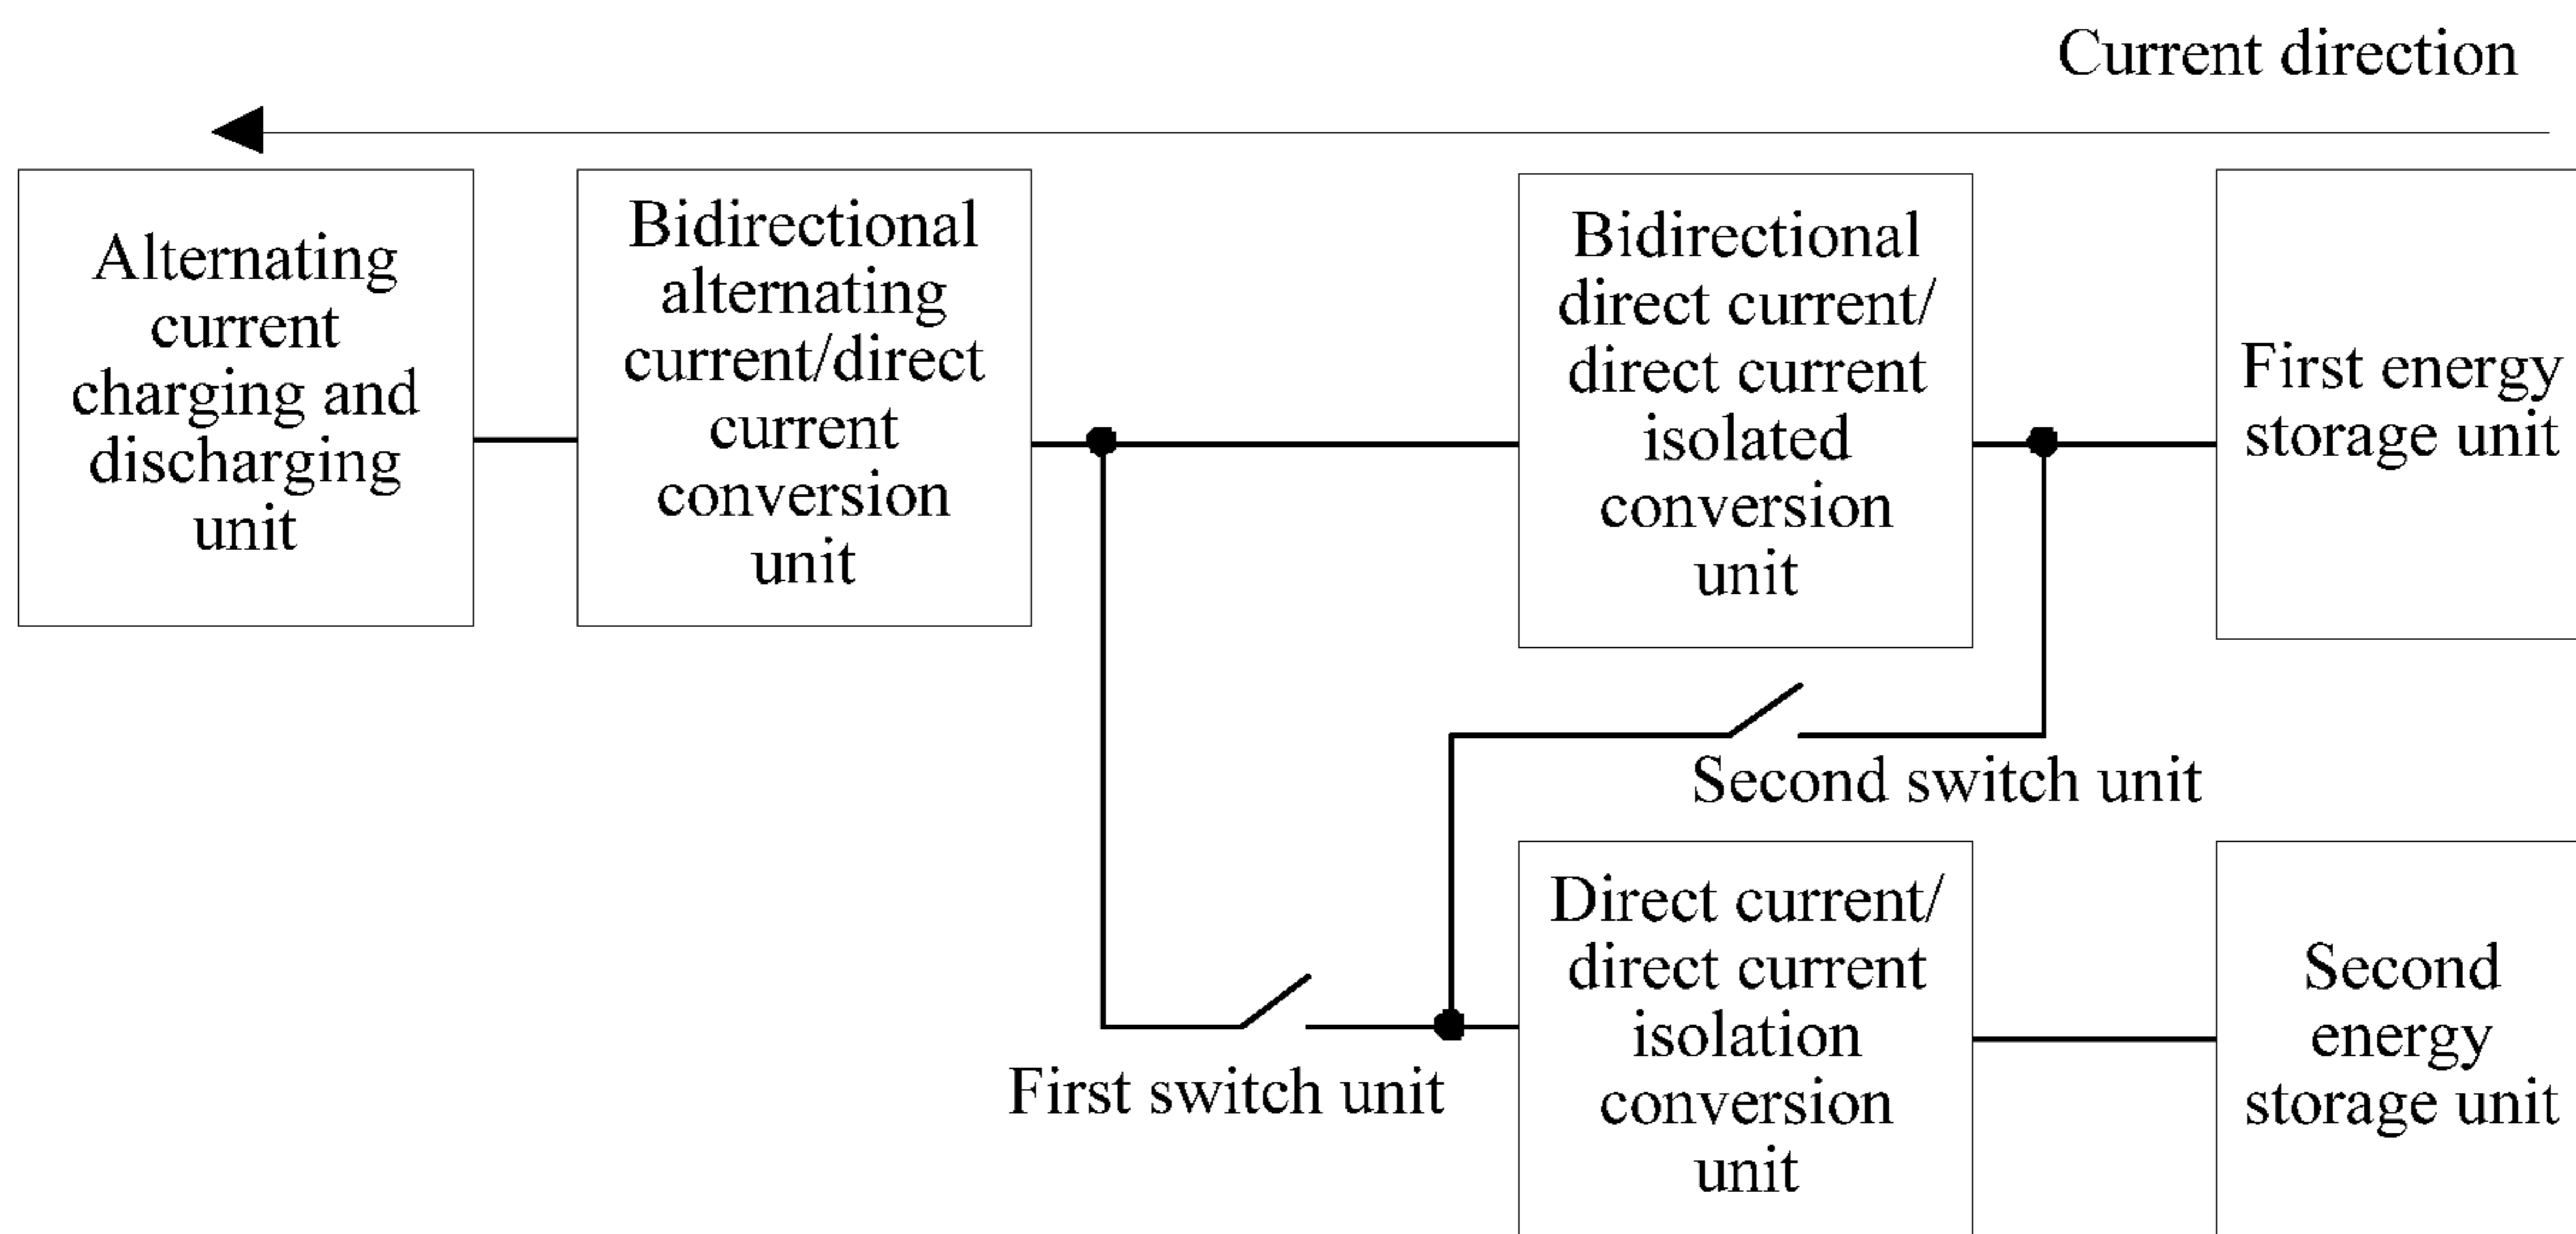 Current direction
Alternating
current
charging and
discharging
unit
Bidirectional
alternating
current/direct
current
conversion
unit
Bidirectional
direct current/
direct current
isolated
conversion
unit
First energy
storage unit
Second switch unit
First switch unit
Direct current/
direct current
isolation
conversion
unit
Second
energy
storage unit